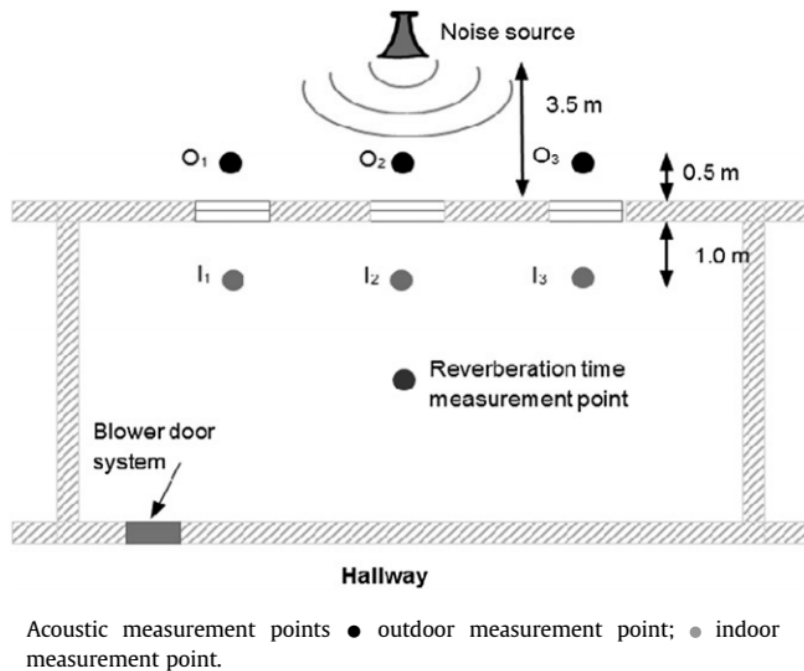 Noise source
3.5 m
O₁
O₂
O₃
0.5 m
1.0 m
I₁
I₂
I₃
Reverberation time
measurement point
Blower door
system
Hallway
Acoustic measurement points ● outdoor measurement point; ● indoor
measurement point.